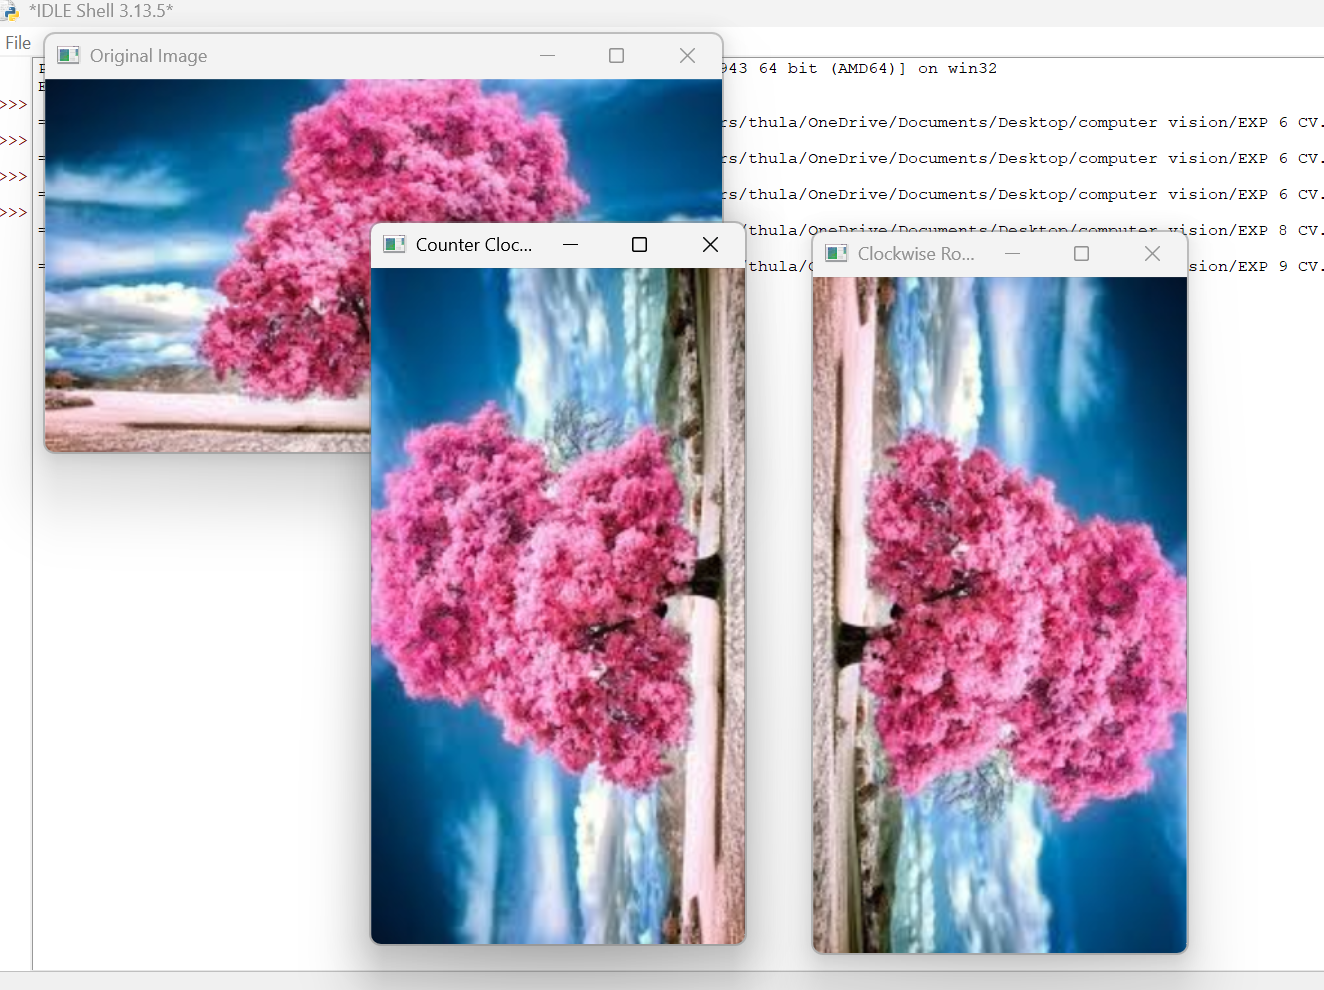 *IDLE Shell 3.13.5*
File
Original Image
943 64 bit (AMD64)] on win32
>>>
=
rs/thula/OneDrive/Documents/Desktop/computer vision/EXP 6 CV.
>>>
=
rs/thula/OneDrive/Documents/Desktop/computer vision/EXP 6 CV.
>>>
=
rs/thula/OneDrive/Documents/Desktop/computer vision/EXP 6 CV.
>>>
=
/thula/OneDrive/Documents/Desktop/computer vision/EXP 8 CV.
Counter Cloc...
Clockwise Ro...
=
thula/ sion/EXP 9 CV.